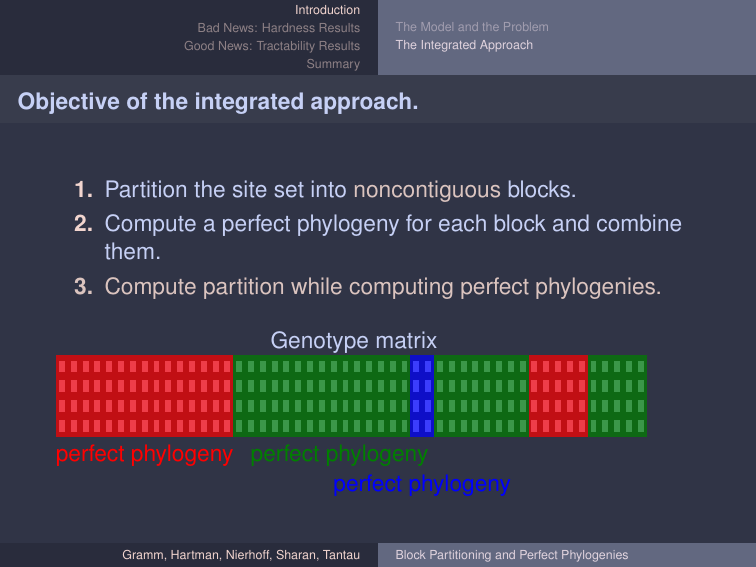 Introduction
Bad News: Hardness Results
Good News: Tractability Results
Summary
The Model and the Problem
The Integrated Approach
Objective of the integrated approach.
1. Partition the site set into noncontiguous blocks.
2. Compute a perfect phylogeny for each block and combine
them.
3. Compute partition while computing perfect phylogenies.
Genotype matrix
perfect phylogeny perfect phylogeny
perfect phylogeny
Gramm, Hartman, Nierhoff, Sharan, Tantau
Block Partitioning and Perfect Phylogenies